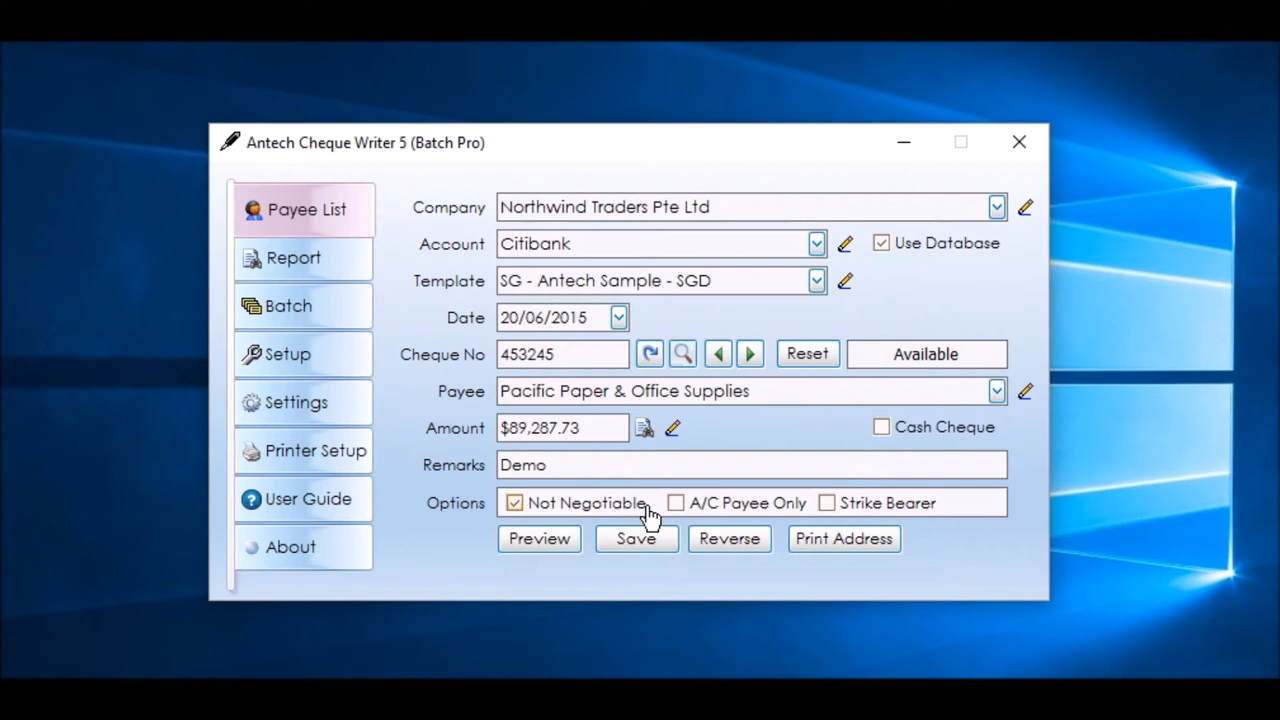 Antech Cheque Writer 5 (Batch Pro)
Payee List
Report
Batch
Setup
Settings
Printer Setup
User Guide
About
Company Northwind Traders Pte Ltd
Account Citibank Use Database
Template SG - Antech Sample - SGD
Date 20/06/2015
Cheque No 453245 Reset Available
Payee Pacific Paper & Office Supplies
Amount $89,287.73 Cash Cheque
Remarks Demo
Options Not Negotiable A/C Payee Only Strike Bearer
Preview Save Reverse Print Address